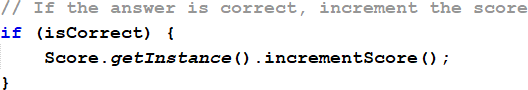 // If the answer is correct, increment the score
if (isCorrect) {
    Score.getInstance().incrementScore();
}